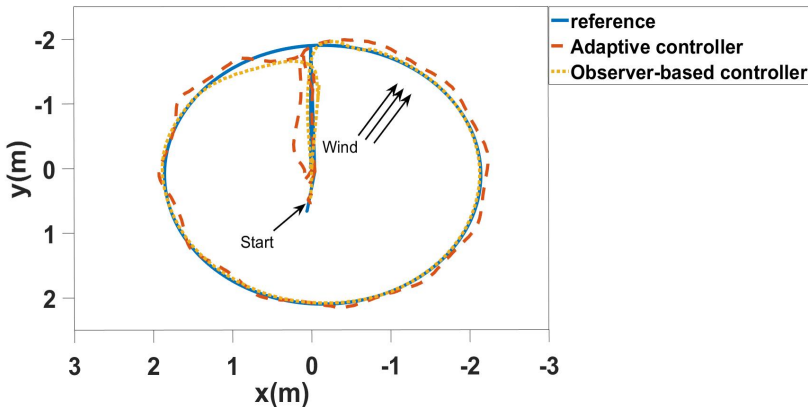 reference
Adaptive controller
Observer-based controller
-2
-1
0
1
2
y(m)
Wind
Start
3 2 1 0 -1 -2 -3
x(m)